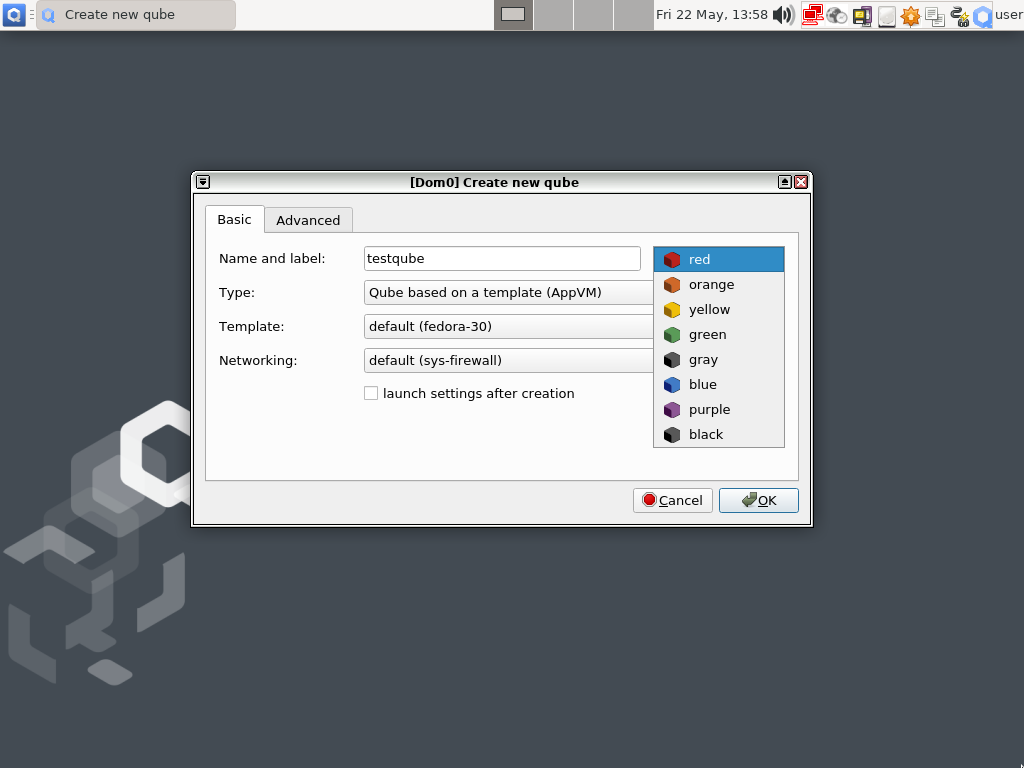 Create new qube
Fri 22 May, 13:58
user
[Dom0] Create new qube
Basic
Advanced
Name and label:
testqube
Type:
Qube based on a template (AppVM)
Template:
default (fedora-30)
Networking:
default (sys-firewall)
launch settings after creation
red
orange
yellow
green
gray
blue
purple
black
Cancel
OK